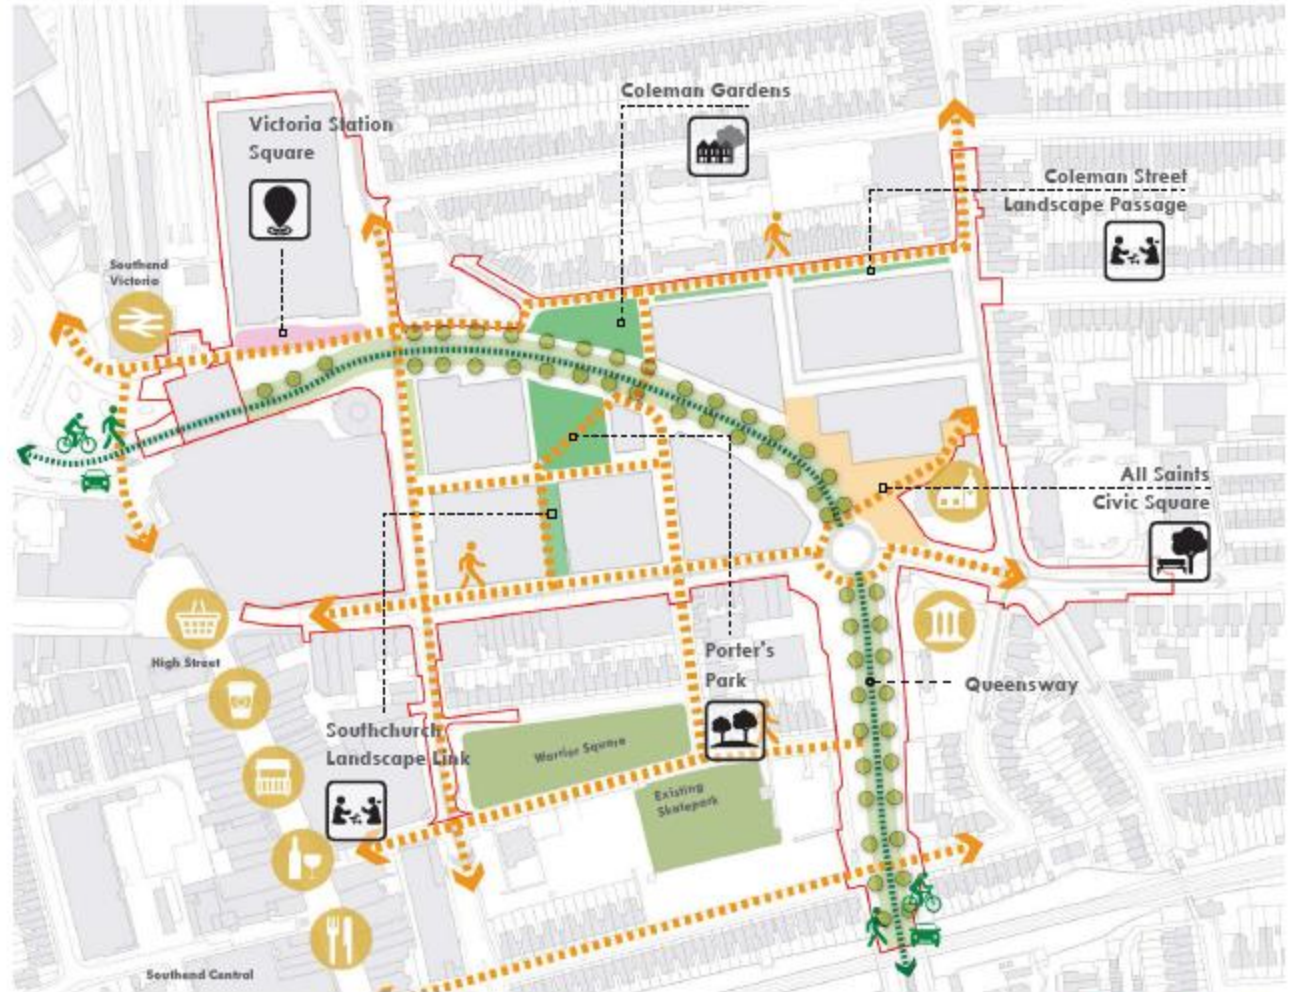 Coleman Gardens
Victoria Station
Square
Coleman Street
Landscape Passage
Southend
Victoria
All Saints
Civic Square
High Street
Porter's
Park
Queensway
Southchurch
Landscape Link
Warrior Square
Existing
Skatepark
Southend Central